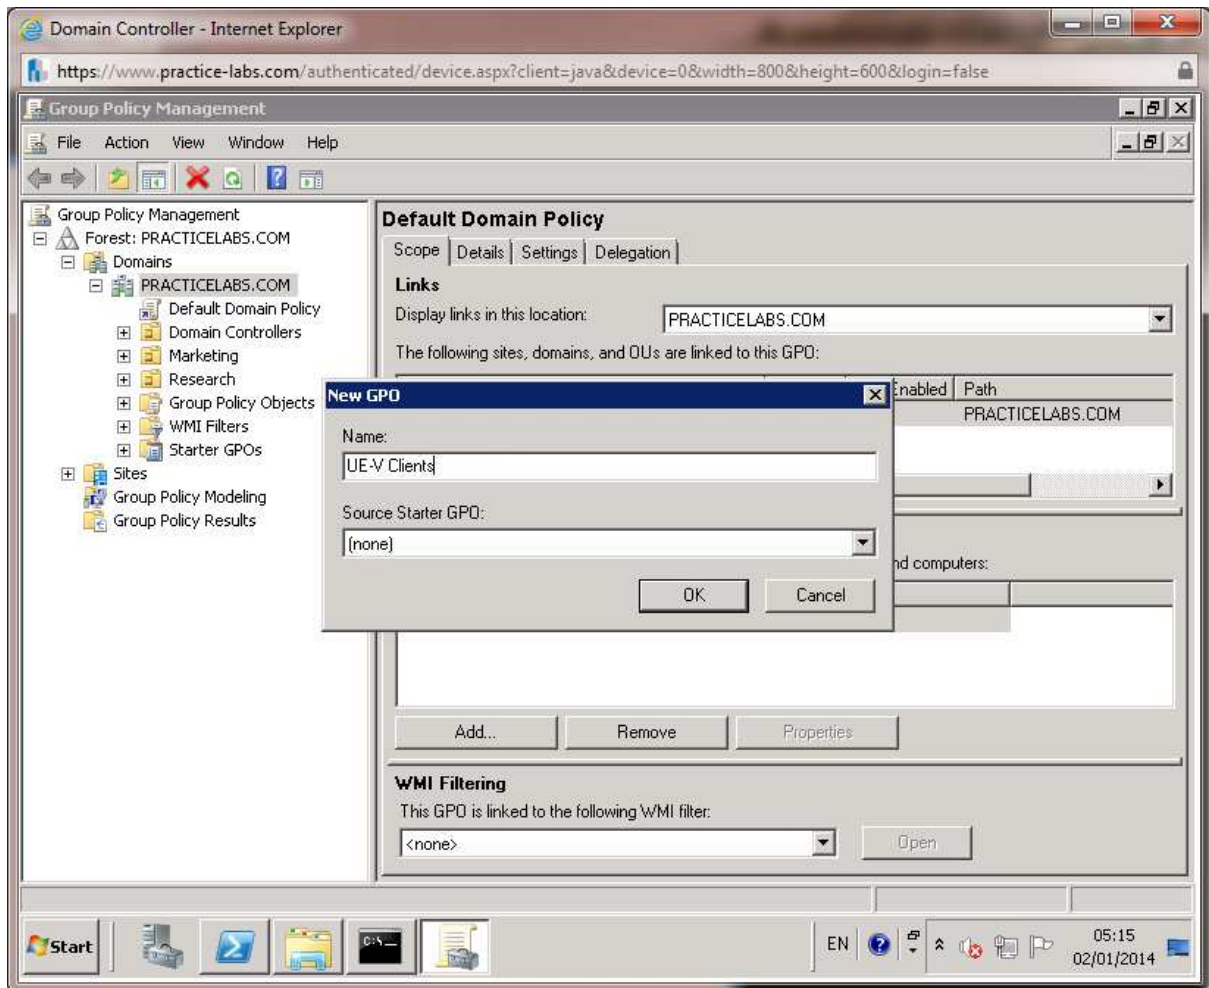 Domain Controller - Internet Explorer
https://www.practice-labs.com/authenticated/device.aspx?client=java&device=0&width=800&height=600&login=false
Group Policy Management
File Action View Window Help
Group Policy Management
Forest: PRACTICELABS.COM
Domains
PRACTICELABS.COM
Default Domain Policy
Domain Controllers
Marketing
Research
Group Policy Objects
WMI Filters
Starter GPOs
Sites
Group Policy Modeling
Group Policy Results
Default Domain Policy
Scope Details Settings Delegation
Links
Display links in this location: PRACTICELABS.COM
The following sites, domains, and OUs are linked to this GPO:
Enabled Path
PRACTICELABS.COM
New GPO
Name:
UE-V Clients
Source Starter GPO:
(none)
OK Cancel
nd computers:
Add... Remove Properties
WMI Filtering
This GPO is linked to the following WMI filter:
<none> Open
Start
C:\_
EN
05:15
02/01/2014